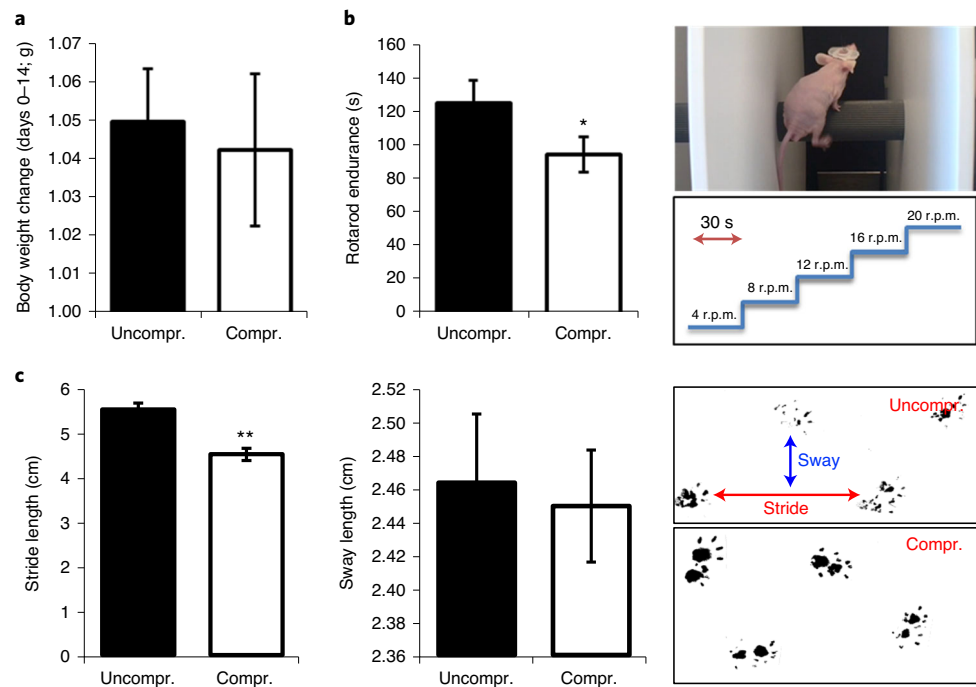 a
Body weight change (days 0–14; g)
1.07
1.06
1.05
1.04
1.03
1.02
1.01
1.00
Uncompr.
Compr.
b
Rotarod endurance (s)
160
140
120
100
80
60
40
20
0
*
Uncompr.
Compr.
30 s
4 r.p.m.
8 r.p.m.
12 r.p.m.
16 r.p.m.
20 r.p.m.
c
Stride length (cm)
6
5
4
3
2
1
0
**
Uncompr.
Compr.
Sway length (cm)
2.52
2.50
2.48
2.46
2.44
2.42
2.40
2.38
2.36
Uncompr.
Compr.
Uncompr.
Sway
Stride
Compr.